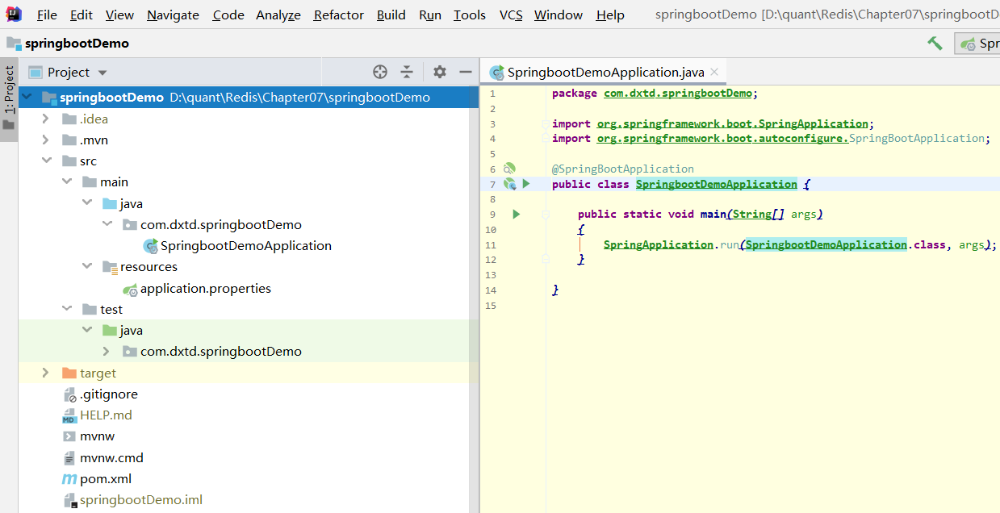 File Edit View Navigate Code Analyze Refactor Build Run Tools VCS Window Help springbootDemo [D:\quant\Redis\Chapter07\springbootD
springbootDemo
Spr
1: Project
Project
springbootDemo D:\quant\Redis\Chapter07\springbootDemo
.idea
.mvn
src
main
java
com.dxtd.springbootDemo
SpringbootDemoApplication
resources
application.properties
test
java
com.dxtd.springbootDemo
target
.gitignore
MD HELP.md
mvnw
mvnw.cmd
m pom.xml
springbootDemo.iml
SpringbootDemoApplication.java
1 package com.dxtd.springbootDemo;
2
3 import org.springframework.boot.SpringApplication;
4 import org.springframework.boot.autoconfigure.SpringBootApplication;
5
6 @SpringBootApplication
7 public class SpringbootDemoApplication {
8
9 public static void main(String[] args)
10 {
11 SpringApplication.run(SpringbootDemoApplication.class, args);
12 }
13
14 }
15